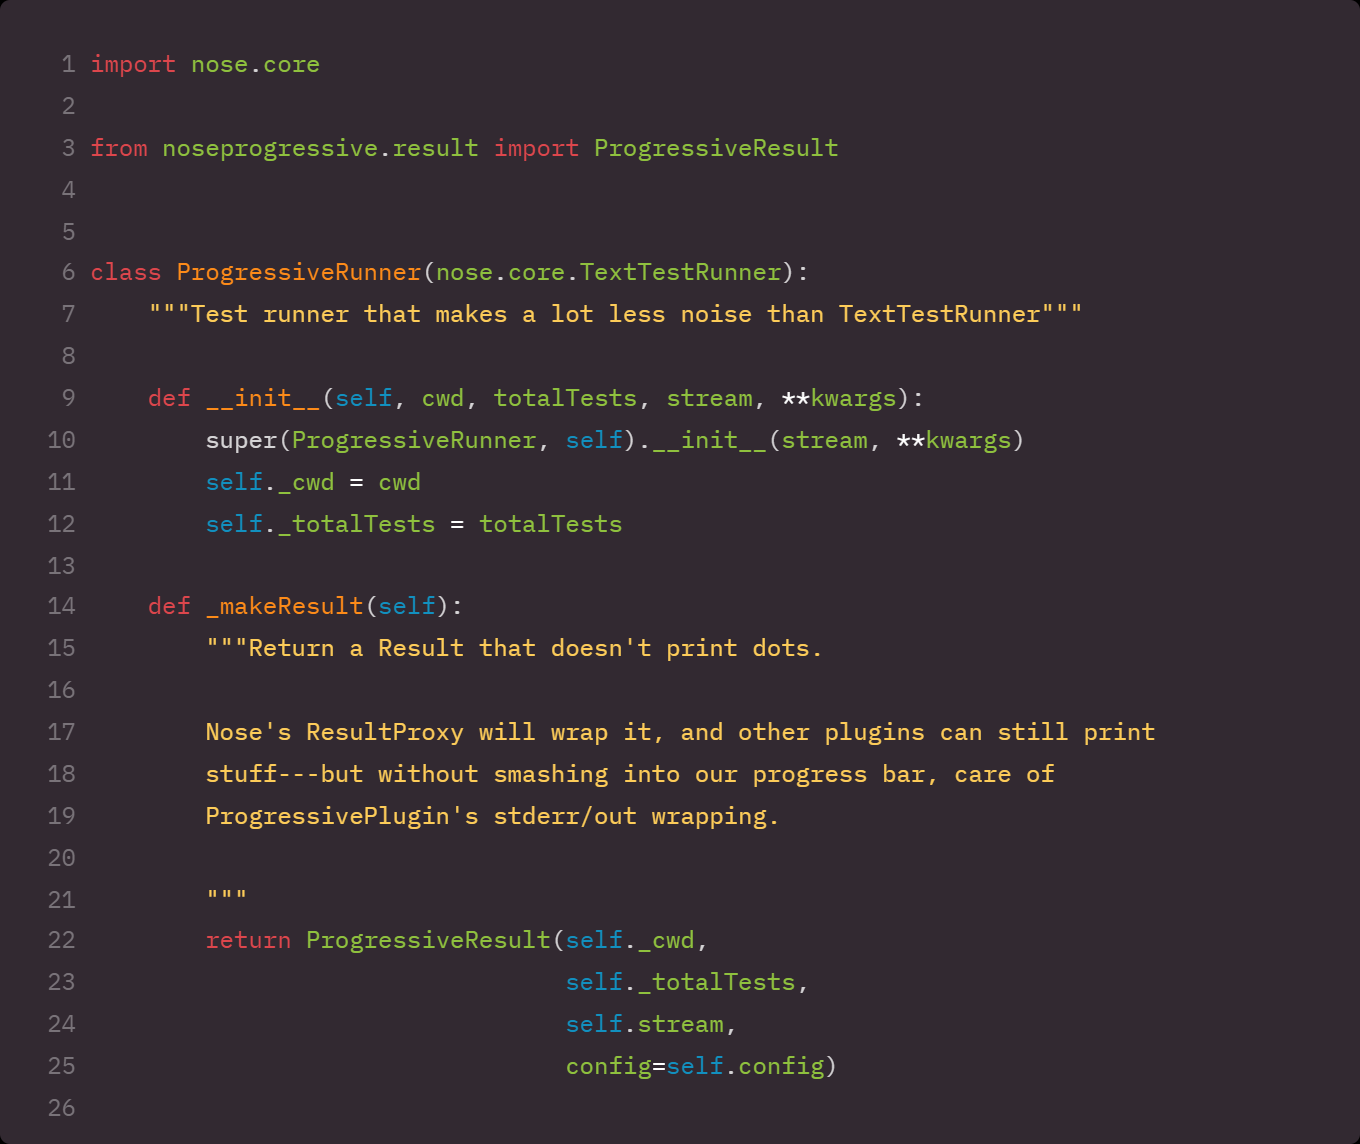 1 import nose.core
2
3 from noseprogressive.result import ProgressiveResult
4
5
6 class ProgressiveRunner(nose.core.TextTestRunner):
7     """Test runner that makes a lot less noise than TextTestRunner"""
8
9     def __init__(self, cwd, totalTests, stream, **kwargs):
10         super(ProgressiveRunner, self).__init__(stream, **kwargs)
11         self._cwd = cwd
12         self._totalTests = totalTests
13
14     def _makeResult(self):
15         """Return a Result that doesn't print dots.
16
17         Nose's ResultProxy will wrap it, and other plugins can still print
18         stuff---but without smashing into our progress bar, care of
19         ProgressivePlugin's stderr/out wrapping.
20
21         """
22         return ProgressiveResult(self._cwd,
23                                  self._totalTests,
24                                  self.stream,
25                                  config=self.config)
26